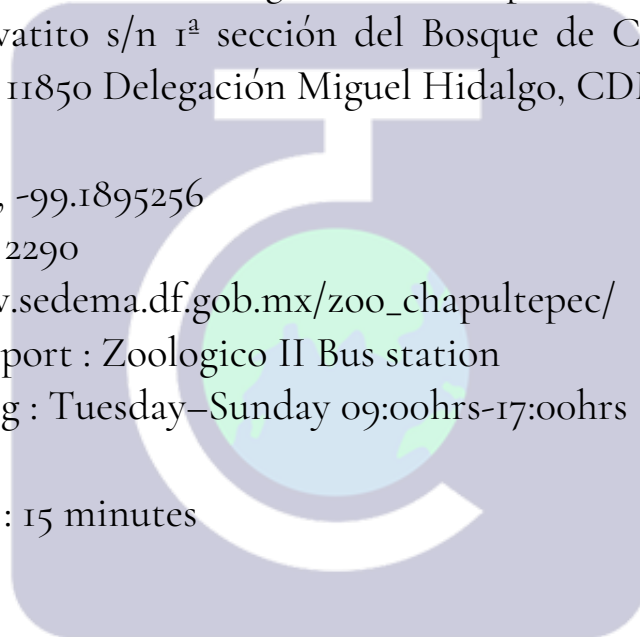 vatito s/n 1ª sección del Bosque de C
11850 Delegación Miguel Hidalgo, CD
, -99.1895256
2290
.sedema.df.gob.mx/zoo_chapultepec/
port : Zoologico II Bus station
g : Tuesday–Sunday 09:00hrs-17:00hrs
: 15 minutes